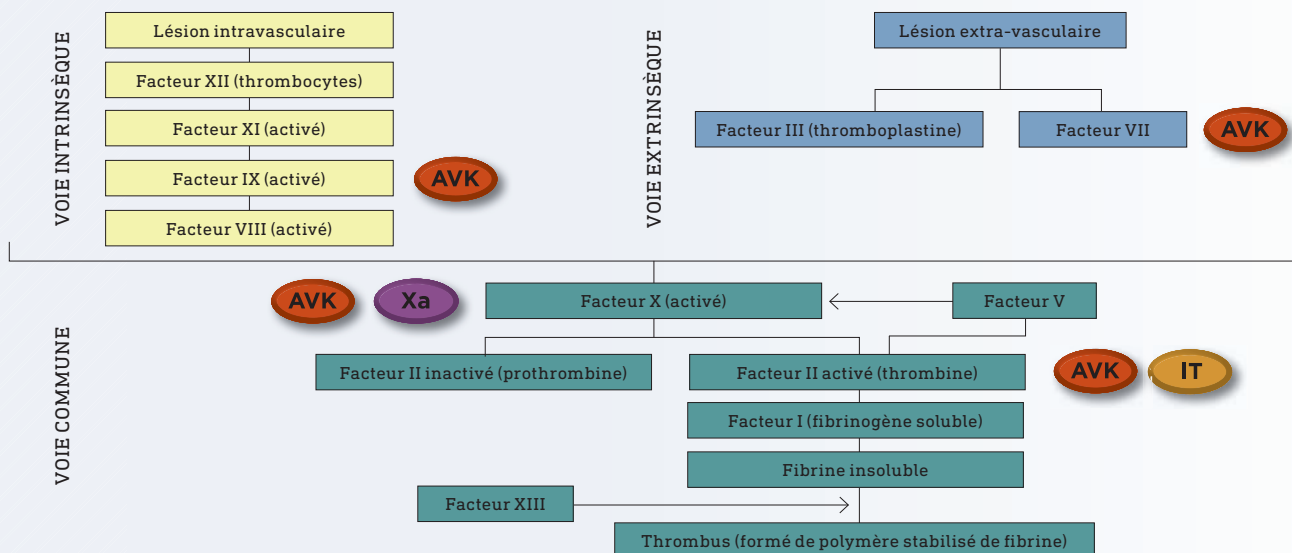 VOIE INTRINSÈQUE
Lésion intravasculaire
Facteur XII (thrombocytes)
Facteur XI (activé)
Facteur IX (activé)
AVK
Facteur VIII (activé)
VOIE EXTRINSÈQUE
Lésion extra-vasculaire
Facteur III (thromboplastine)
Facteur VII
AVK
VOIE COMMUNE
AVK
Xa
Facteur X (activé)
Facteur V
Facteur II inactivé (prothrombine)
Facteur II activé (thrombine)
AVK
IT
Facteur I (fibrinogène soluble)
Fibrine insoluble
Facteur XIII
Thrombus (formé de polymère stabilisé de fibrine)